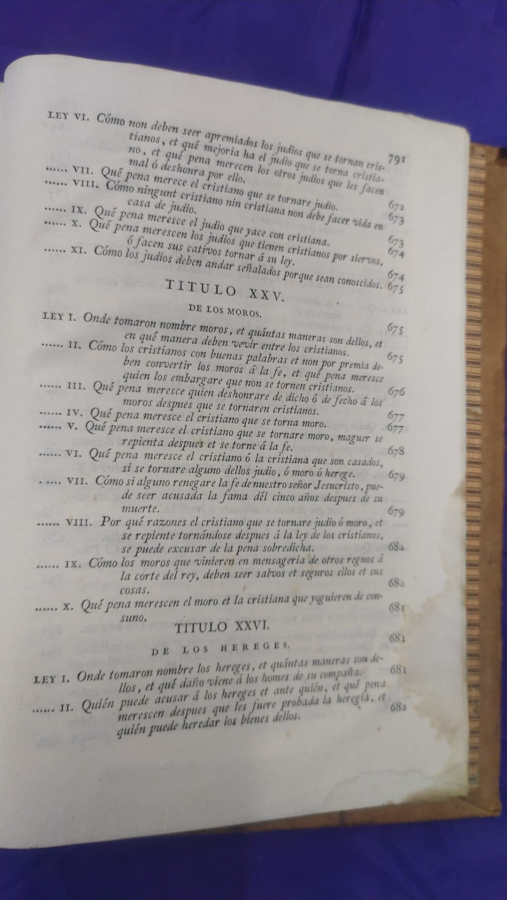 791
LEY VI. Cómo non deben seer apremiados los judios que se tornan cris-
tianos, et qué mejoria ha el judio que se torna cristia-
no, et qué pena merecen los otros judios que les facen
mal ó deshonra por ello. 672
...... VII. Qué pena merece el cristiano que se tornare judio. 673
...... VIII. Cómo ningunt cristiano nin cristiana non debe facer vida en
casa de judio. 673
...... IX. Qué pena meresce el judio que yace con cristiana. 674
...... X. Qué pena merescen los judios que tienen cristianos por siervos,
ó facen sus cativos tornar á su ley. 674
...... XI. Cómo los judios deben andar señalados porque sean conoscidos. 675
TITULO XXV.
DE LOS MOROS. 675
LEY I. Onde tomaron nombre moros, et quántas maneras son dellos, et
en qué manera deben vevir entre los cristianos. 675
...... II. Cómo los cristianos con buenas palabras et non por premia de-
ben convertir los moros á la fe, et qué pena meresce
quien los embargare que non se tornen cristianos. 676
...... III. Qué pena meresce quien deshonrare de dicho ó de fecho á los
moros despues que se tornaren cristianos. 677
...... IV. Qué pena meresce el cristiano que se torna moro. 677
...... V. Qué pena meresce el cristiano que se tornare moro, maguer se
repienta despues et se torne á la fe. 678
...... VI. Qué pena meresce el cristiano ó la cristiana que son casados,
si se tornare alguno dellos judio, ó moro ó herege. 679
...... VII. Cómo si alguno renegare la fe de nuestro señor Jesucristo, pue-
de seer acusada la fama dél cinco años despues de su
muerte. 679
...... VIII. Por qué razones el cristiano que se tornare judio ó moro, et
se repiente tornándose despues á la ley de los cristianos,
se puede excusar de la pena sobredicha. 680
...... IX. Cómo los moros que vinieren en mensageria de otros regnos á
la corte del rey, deben seer salvos et seguros ellos et sus
cosas. 680
...... X. Qué pena merescen el moro et la cristiana que yoguieren de con-
suno. 681
TITULO XXVI.
DE LOS HEREGES. 681
LEY I. Onde tomaron nombre los hereges, et quántas maneras son de-
llos, et qué daño viene á los homes de su compaña. 681
...... II. Quién puede acusar á los hereges et ante quién, et qué pena
merescen despues que les fuere probada la heregia, et
quién puede heredar los bienes dellos. 682